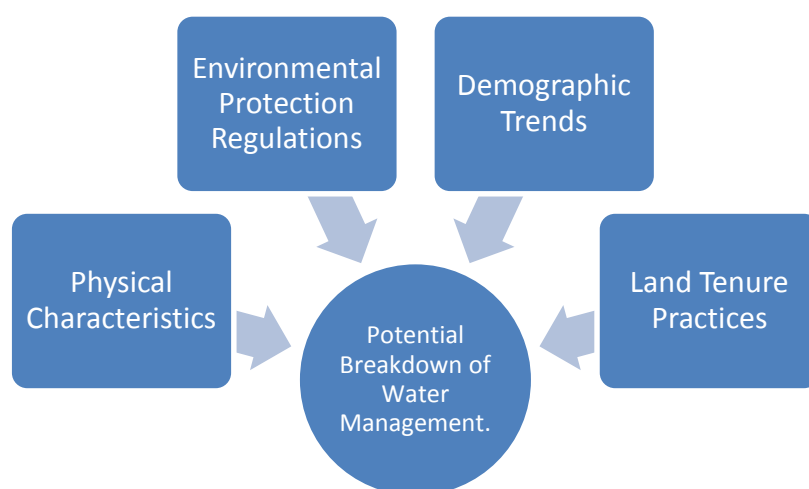 Environmental
Protection
Regulations
Demographic
Trends
Physical
Characteristics
Land Tenure
Practices
Potential
Breakdown of
Water
Management.